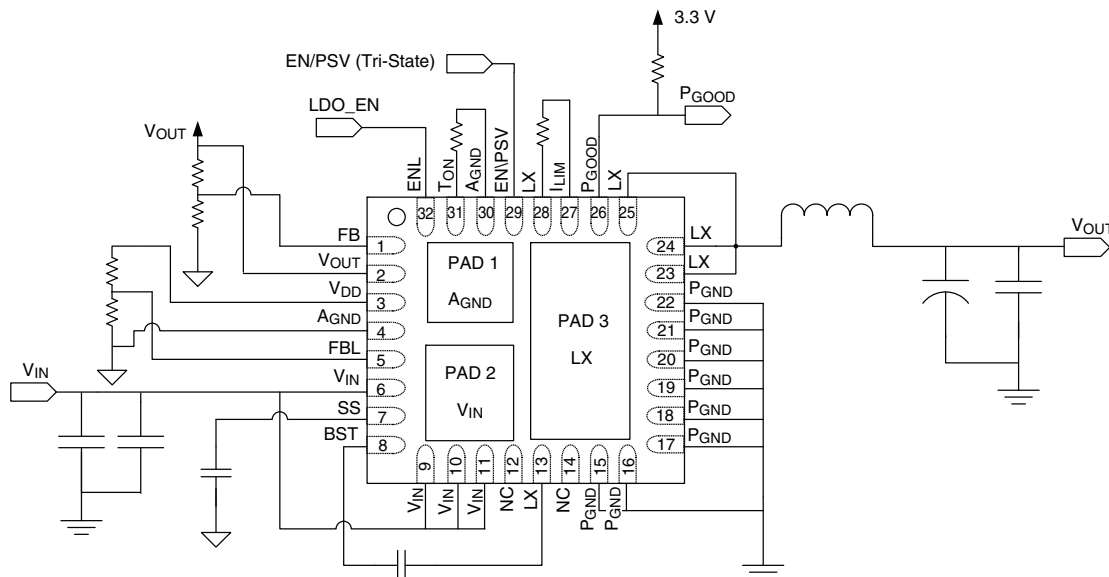 3.3 V
EN/PSV (Tri-State)
PGOOD
LDO_EN
VOUT
ENL
TON
AGND
EN\PSV
LX
ILIM
PGOOD
LX
32
31
30
29
28
27
26
25
FB
1
VOUT
2
VDD
3
AGND
4
FBL
5
VIN
VIN
6
SS
7
BST
8
PAD 1
AGND
PAD 2
VIN
PAD 3
LX
24
LX
23
LX
22
PGND
21
PGND
20
PGND
19
PGND
18
PGND
17
PGND
VOUT
9
10
11
12
13
14
15
16
VIN
VIN
VIN
NC
LX
NC
PGND
PGND